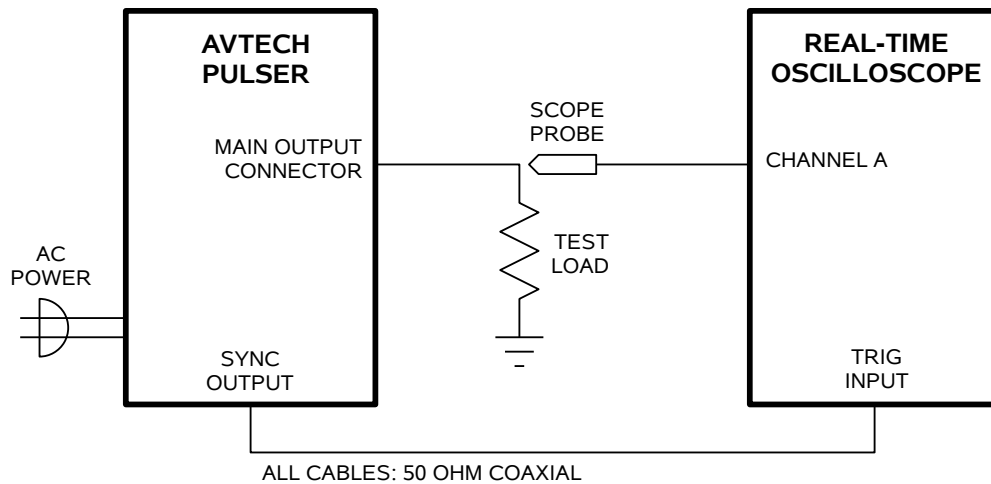 AVTECH
PULSER
REAL-TIME
OSCILLOSCOPE
SCOPE
PROBE
MAIN OUTPUT
CONNECTOR
CHANNEL A
TEST
LOAD
AC
POWER
SYNC
OUTPUT
TRIG
INPUT
ALL CABLES: 50 OHM COAXIAL